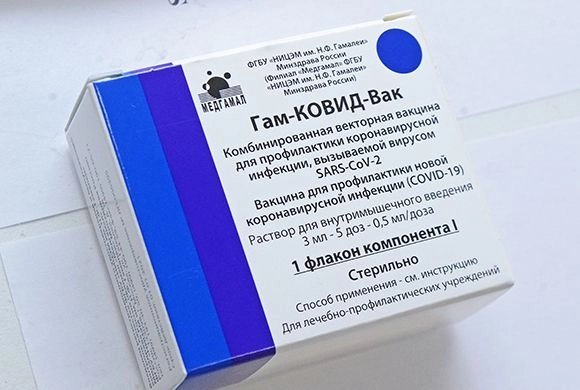 ФГБУ «НИЦЭМ им. Н.Ф. Гамалеи»
Минздрава России
(Филиал «Медгамал» ФГБУ
«НИЦЭМ им. Н.Ф. Гамалеи»
Минздрава России)
МЕДГАМАЛ
Гам-КОВИД-Вак
Комбинированная векторная вакцина
для профилактики коронавирусной
инфекции, вызываемой вирусом
SARS-CoV-2
Вакцина для профилактики новой
коронавирусной инфекции (COVID-19)
Раствор для внутримышечного введения
3 мл - 5 доз - 0,5 мл/доза
1 флакон компонента I
Стерильно
Способ применения - см. инструкцию
Для лечебно-профилактических учреждений